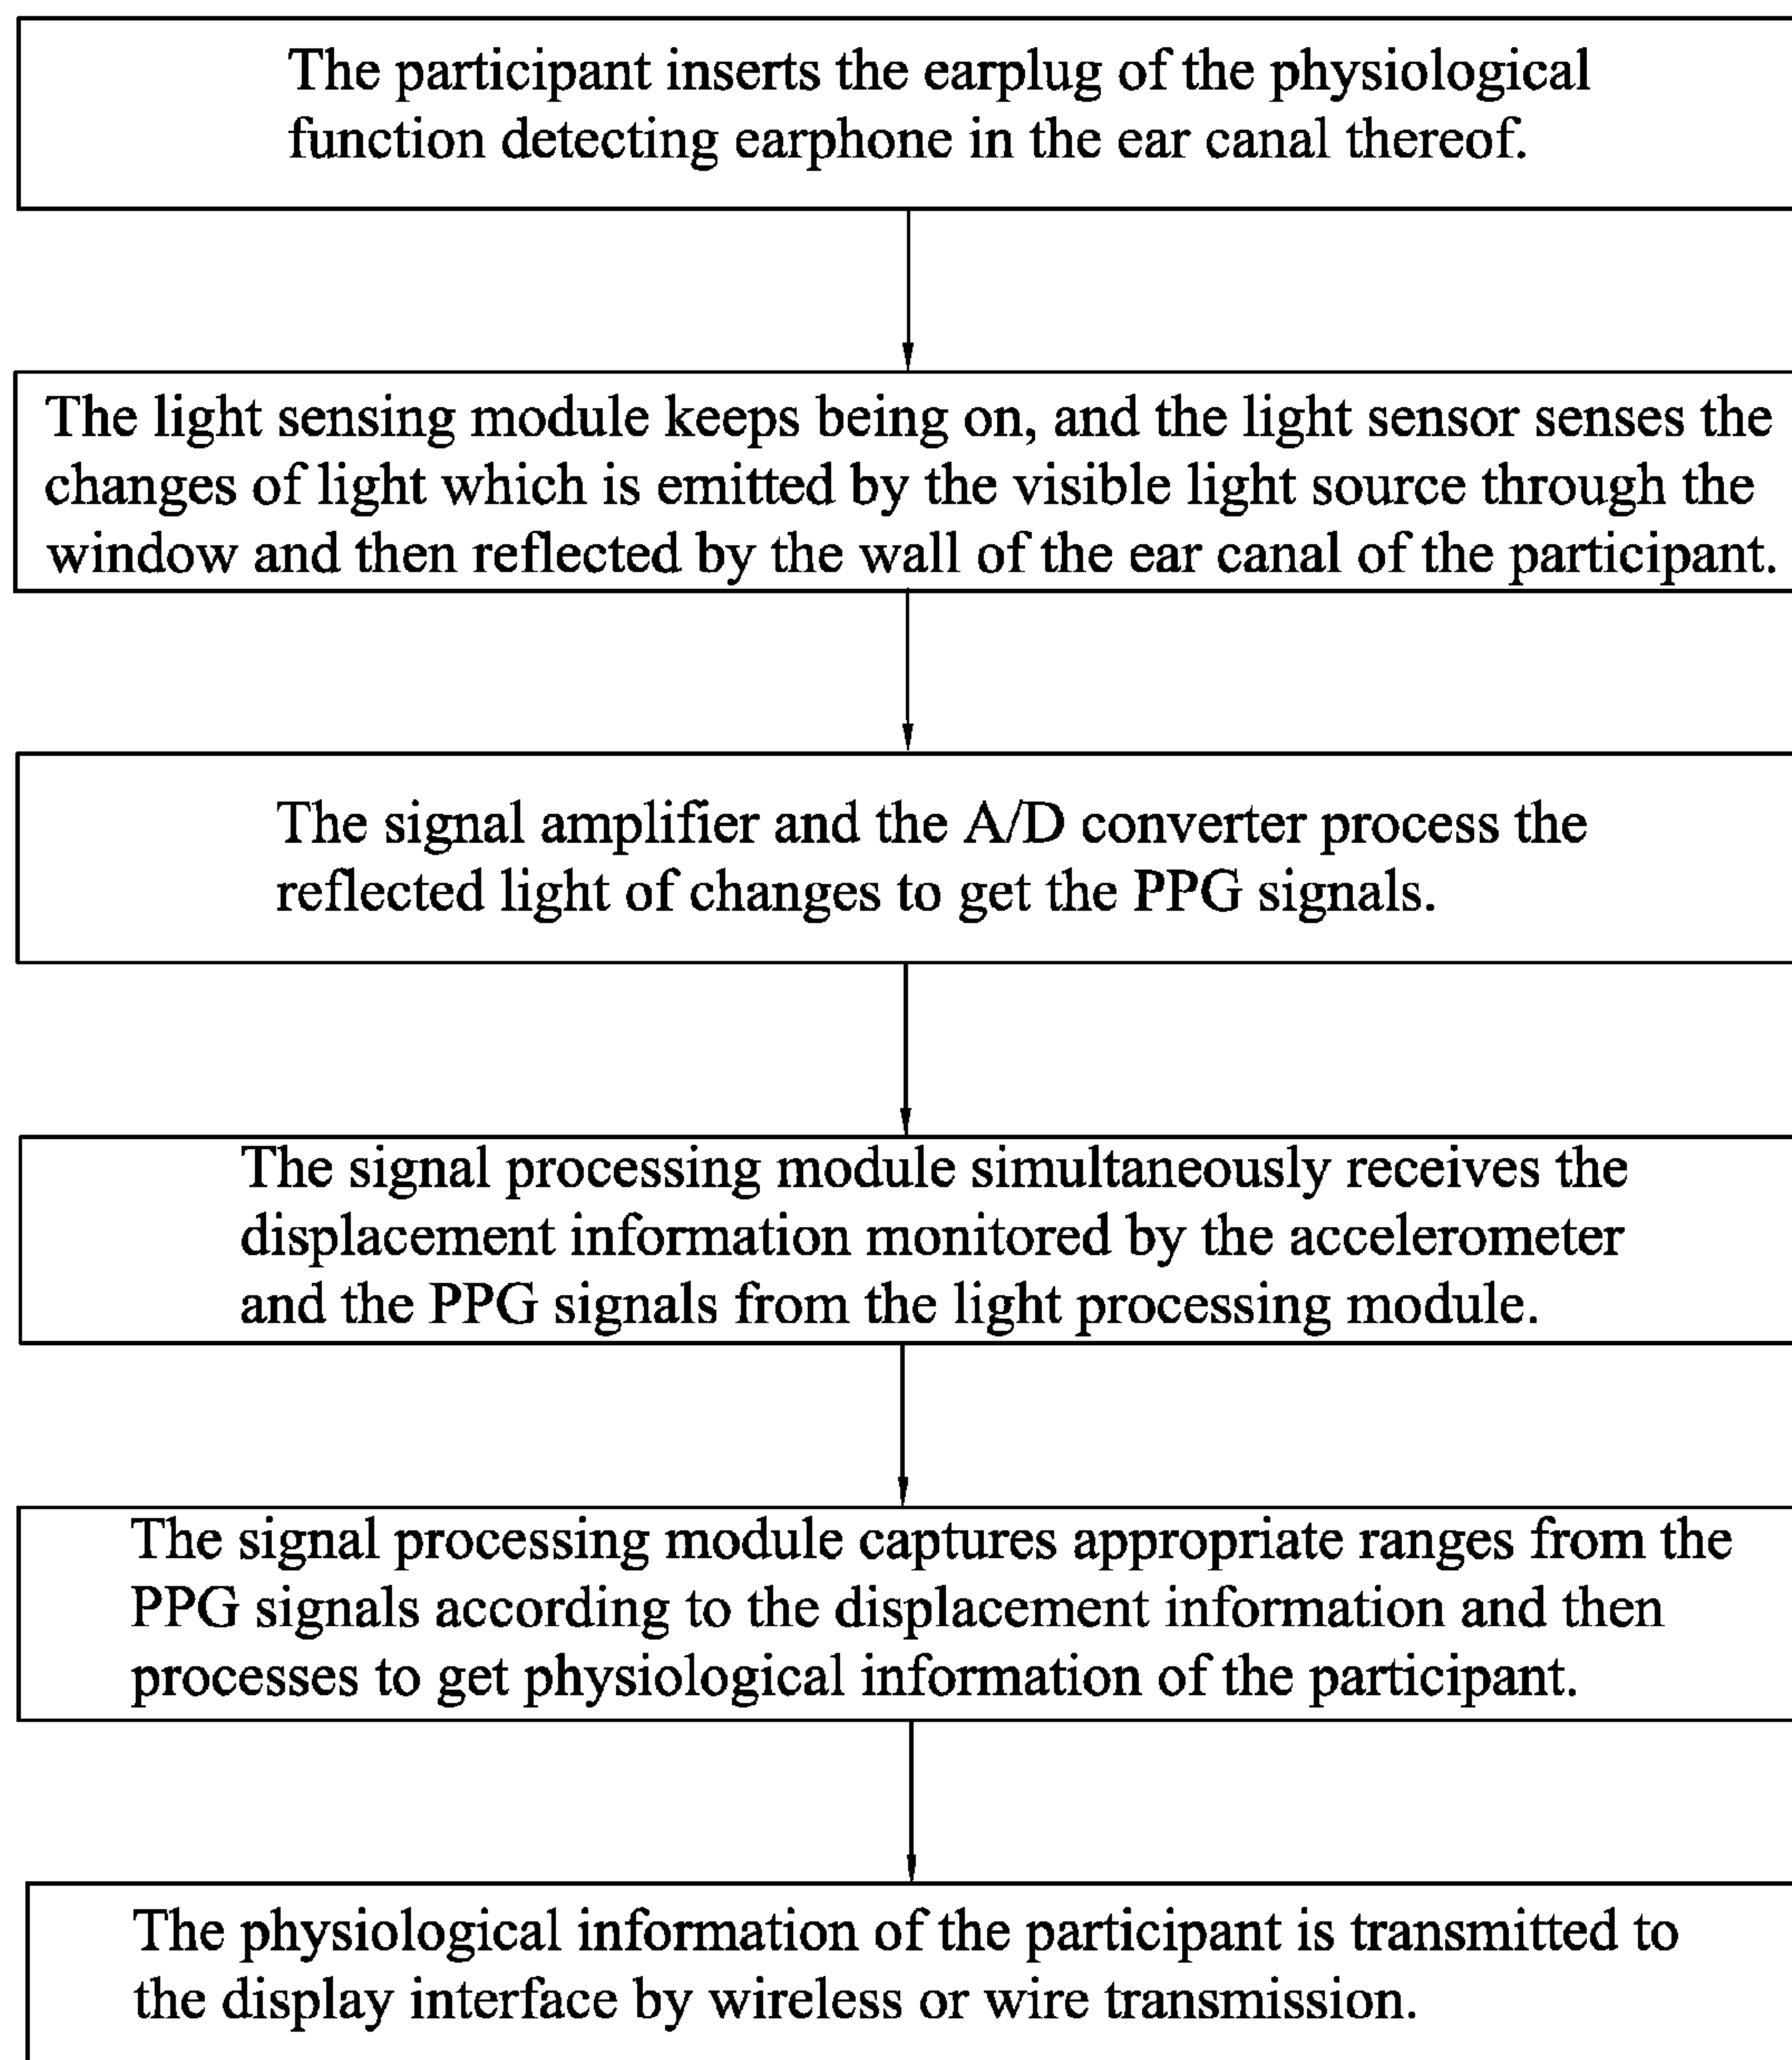 The participant inserts the earplug of the physiological
function detecting earphone in the ear canal thereof.
The light sensing module keeps being on, and the light sensor senses the
changes of light which is emitted by the visible light source through the
window and then reflected by the wall of the ear canal of the participant.
The signal amplifier and the A/D converter process the
reflected light of changes to get the PPG signals.
The signal processing module simultaneously receives the
displacement information monitored by the accelerometer
and the PPG signals from the light processing module.
The signal processing module captures appropriate ranges from the
PPG signals according to the displacement information and then
processes to get physiological information of the participant.
The physiological information of the participant is transmitted to
the display interface by wireless or wire transmission.